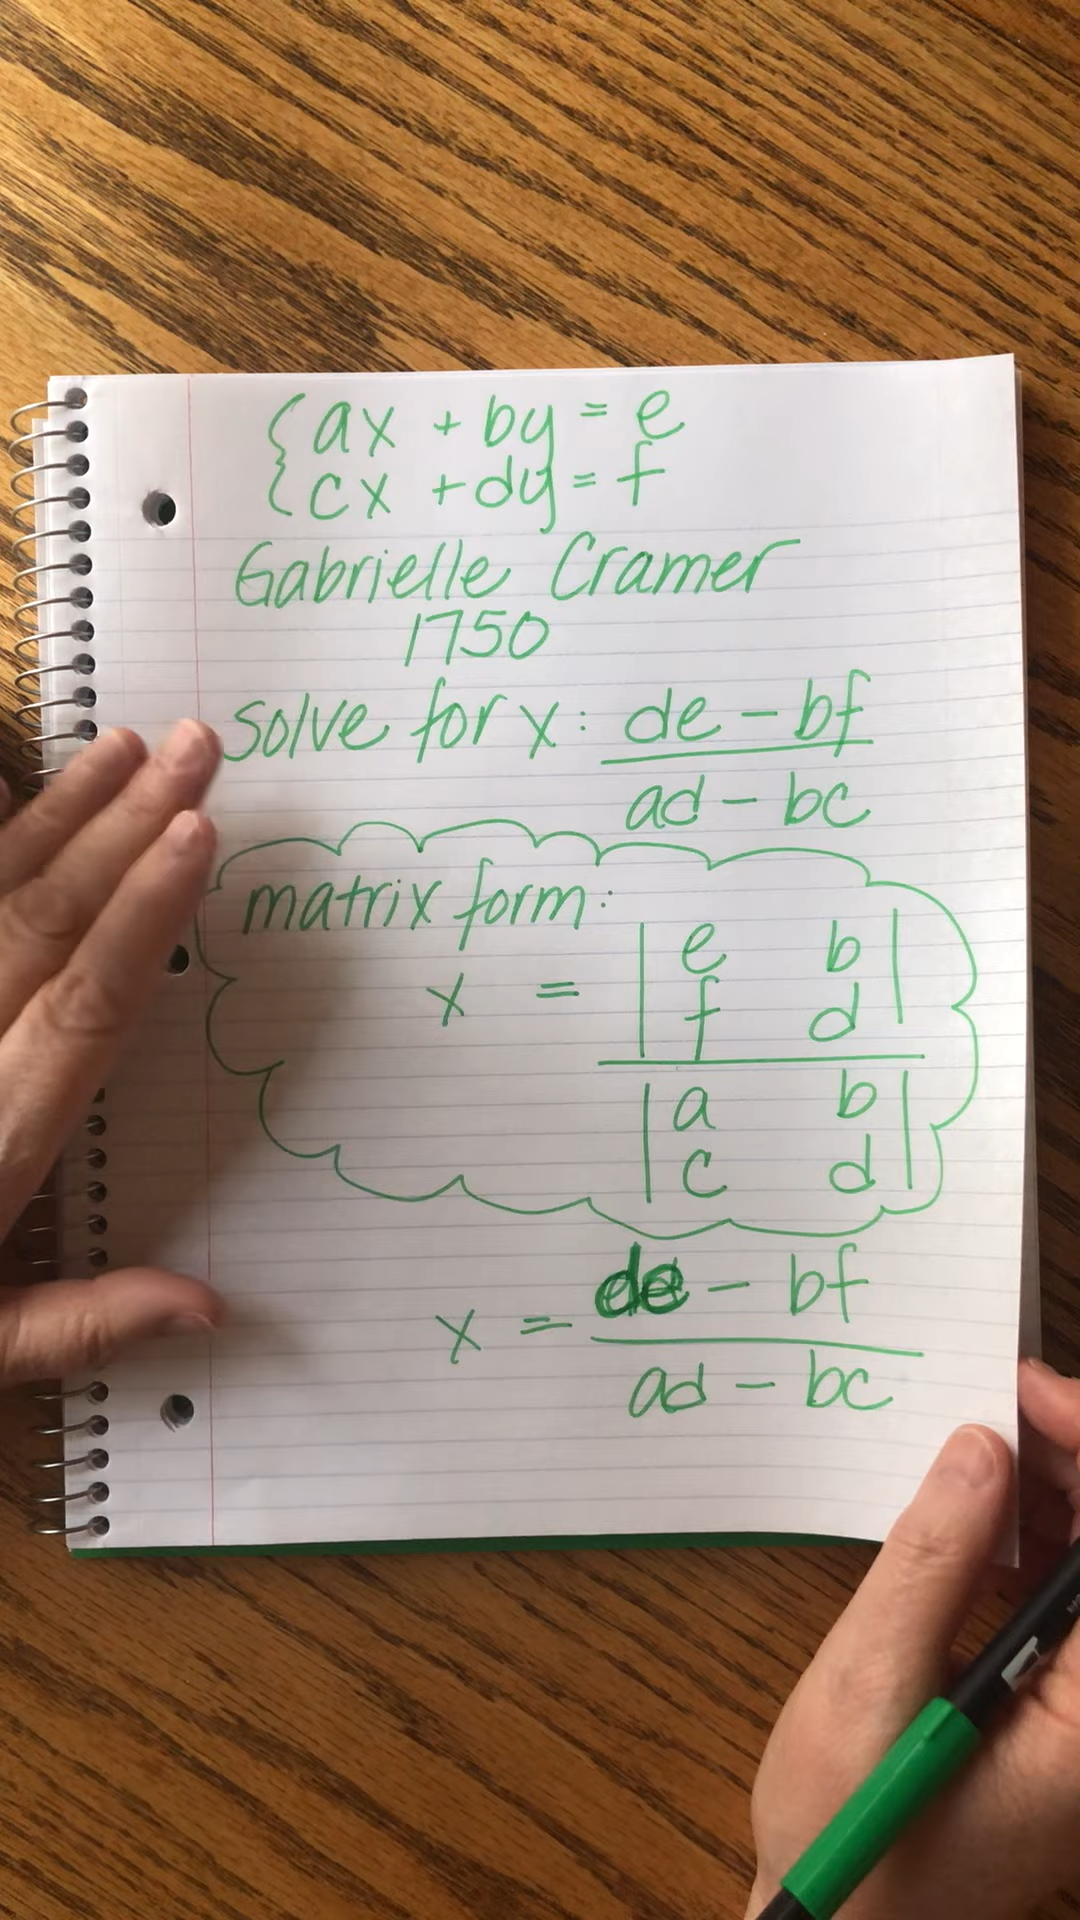 {ax + by = e
{cx + dy = f
Gabrielle Cramer
1750
solve for x: de - bf
ad - bc
matrix form:
x = |e b|
|f d|
|a b|
|c d|
x = de - bf
ad - bc